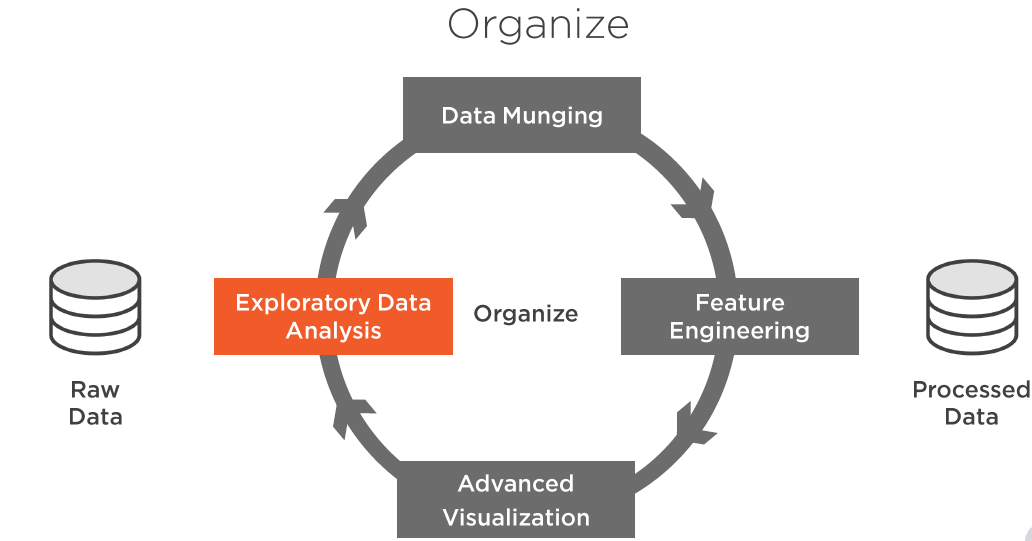 Organize
Data Munging
Exploratory Data
Analysis
Organize
Feature
Engineering
Raw
Data
Processed
Data
Advanced
Visualization